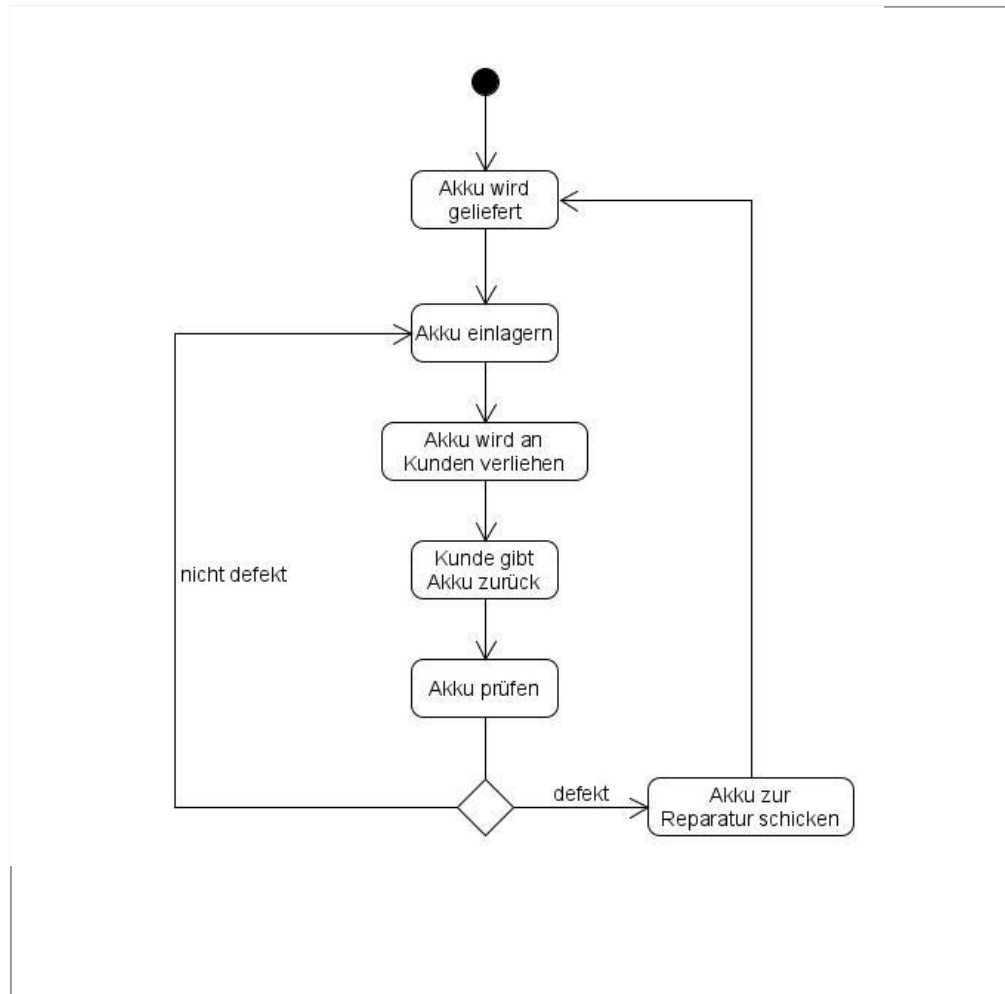 Akku wird
geliefert
Akku einlagern
Akku wird an
Kunden verliehen
Kunde gibt
Akku zurück
nicht defekt
Akku prüfen
defekt
Akku zur
Reparatur schicken